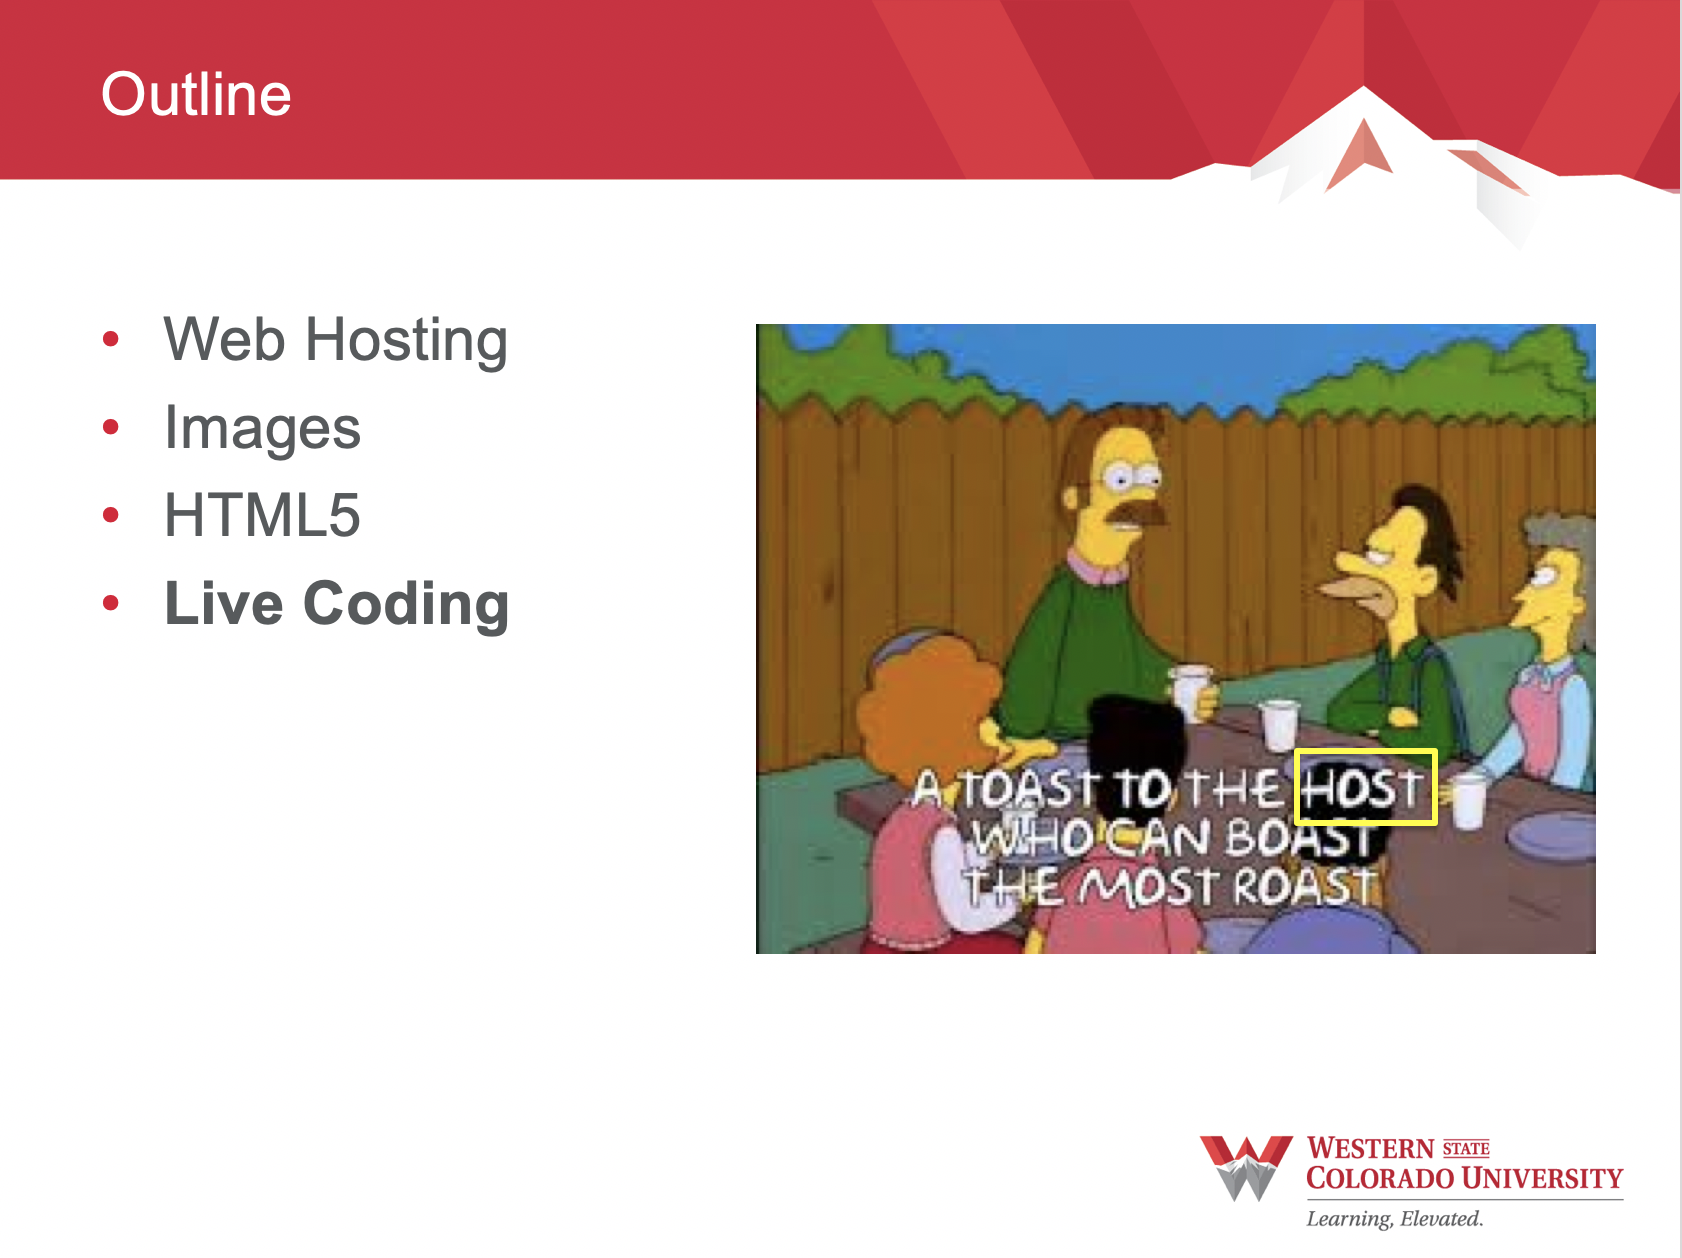 Outline
• Web Hosting
• Images
• HTML5
• Live Coding
A TOAST TO THE HOST
WHO CAN BOAST
THE MOST ROAST
WESTERN STATE
COLORADO UNIVERSITY
Learning, Elevated.